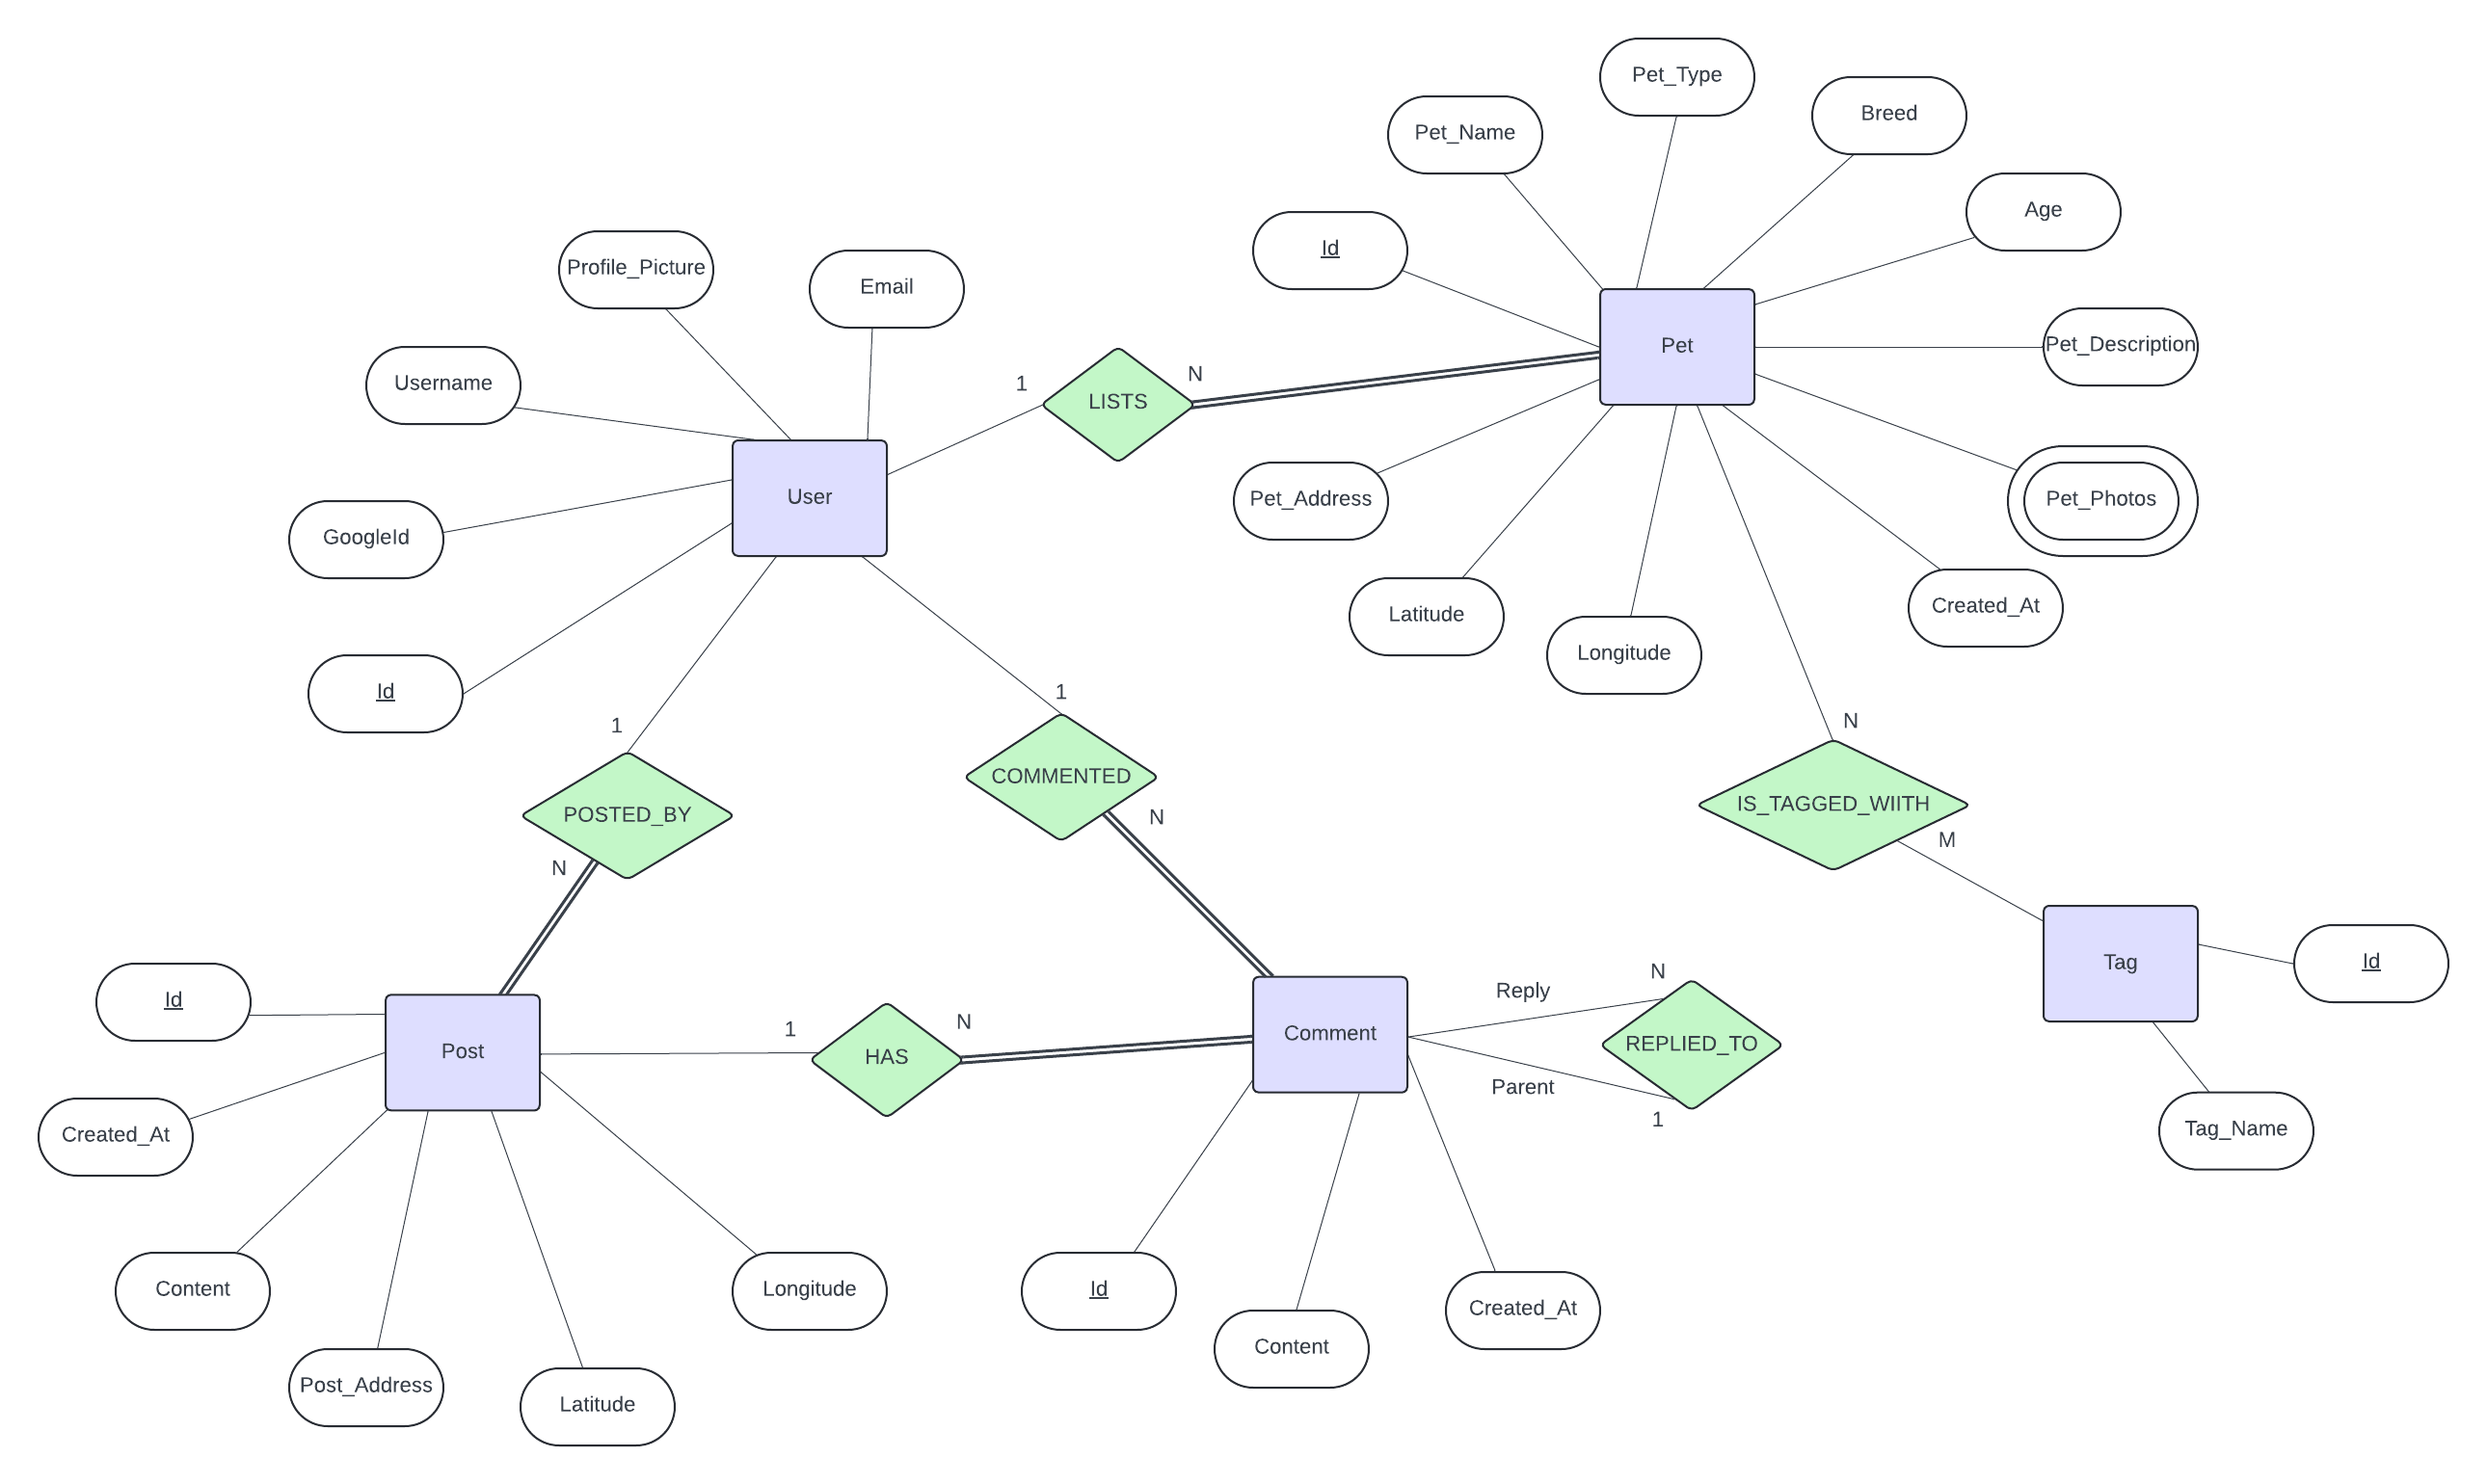 Pet_Type
Breed
Pet_Name
Age
Id
Profile_Picture
Email
Pet
Pet_Description
Username
1
LISTS
N
User
Pet_Address
Pet_Photos
GoogleId
Latitude
Longitude
Created_At
Id
1
1
N
POSTED_BY
COMMENTED
N
IS_TAGGED_WIITH
M
N
Id
Post
1
HAS
N
Comment
Reply
N
REPLIED_TO
Parent
1
Tag
Id
Tag_Name
Created_At
Content
Post_Address
Latitude
Longitude
Id
Content
Created_At